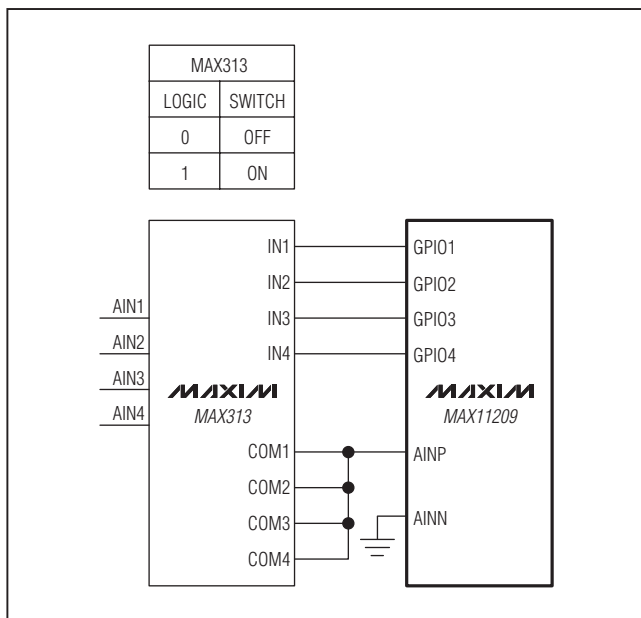 MAX313
LOGIC SWITCH
0 OFF
1 ON
IN1
IN2
IN3
IN4
AIN1
AIN2
AIN3
AIN4
MAXIM
MAX313
COM1
COM2
COM3
COM4
GPIO1
GPIO2
GPIO3
GPIO4
MAXIM
MAX11209
AINP
AINN